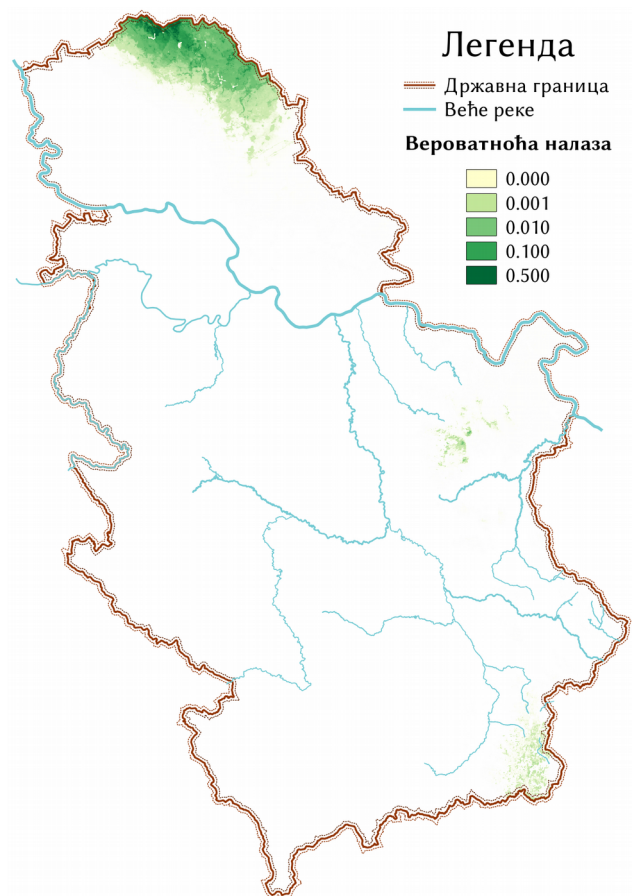 Легенда
Државна граница
Веће реке
Вероватноћа налаза
0.000
0.001
0.010
0.100
0.500